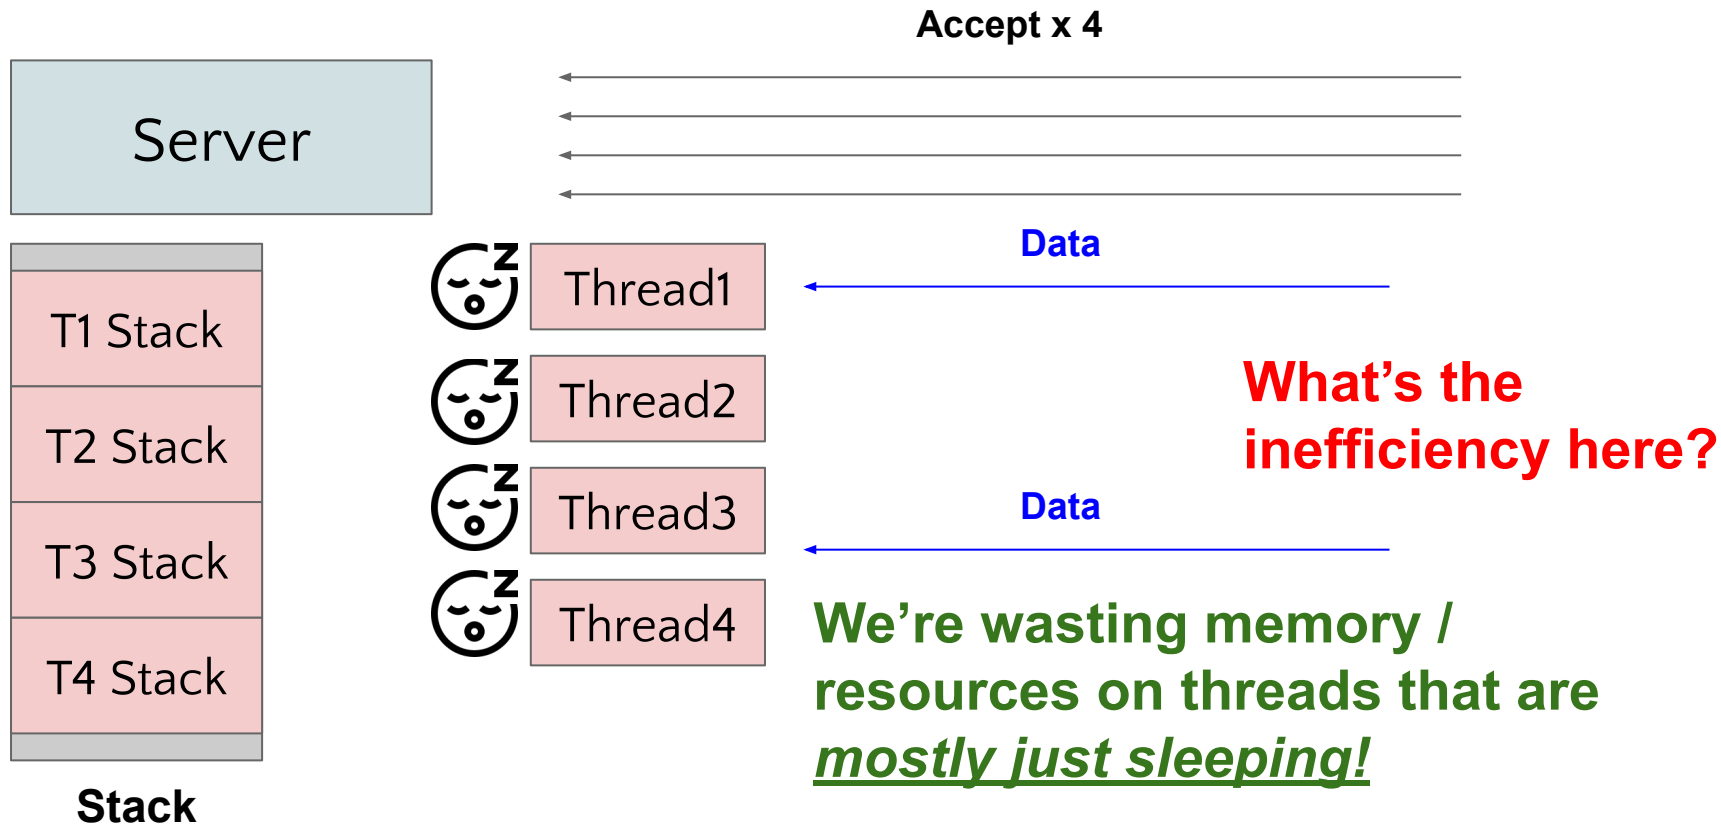 Accept x 4
Server
Data
Thread1
T1 Stack
Thread2
What's the
inefficiency here?
T2 Stack
Thread3
Data
T3 Stack
Thread4
We're wasting memory /
resources on threads that are
mostly just sleeping!
T4 Stack
Stack
z
z
z
z